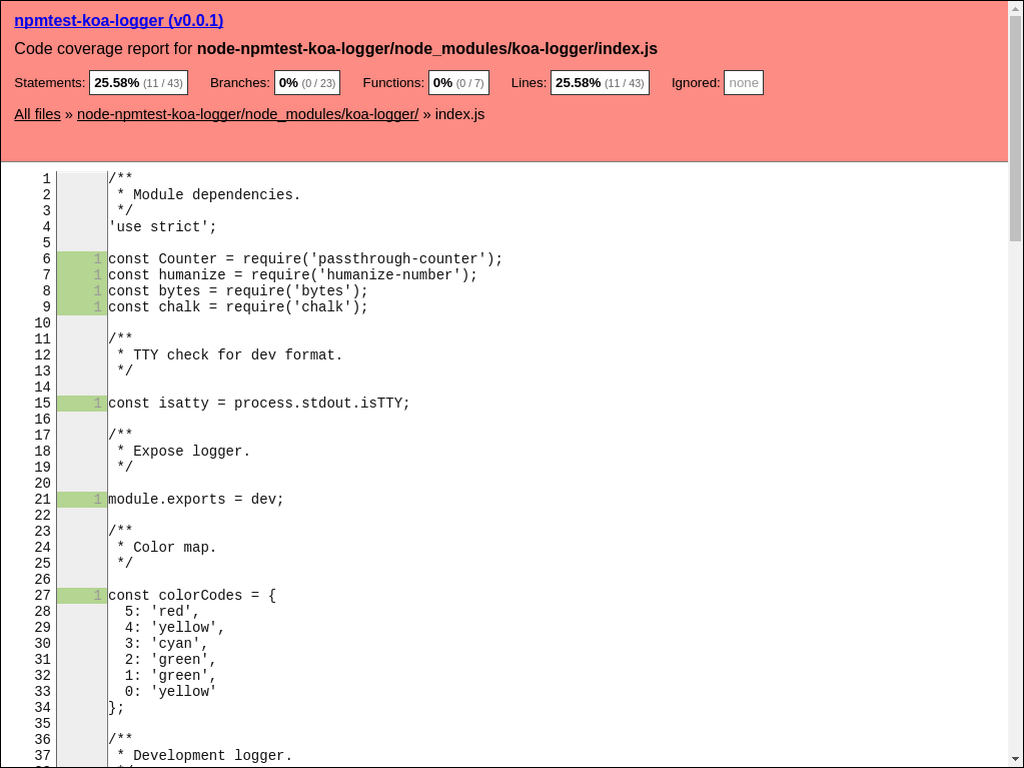 npmtest-koa-logger (v0.0.1)
Code coverage report for node-npmtest-koa-logger/node_modules/koa-logger/index.js
Statements: 25.58% (11 / 43) Branches: 0% (0 / 23) Functions: 0% (0 / 7) Lines: 25.58% (11 / 43) Ignored: none
All files » node-npmtest-koa-logger/node_modules/koa-logger/ » index.js
1 /**
2  * Module dependencies.
3  */
4 'use strict';
5
6 1 const Counter = require('passthrough-counter');
7 1 const humanize = require('humanize-number');
8 1 const bytes = require('bytes');
9 1 const chalk = require('chalk');
10
11 /**
12  * TTY check for dev format.
13  */
14
15 1 const isatty = process.stdout.isTTY;
16
17 /**
18  * Expose logger.
19  */
20
21 1 module.exports = dev;
22
23 /**
24  * Color map.
25  */
26
27 1 const colorCodes = {
28   5: 'red',
29   4: 'yellow',
30   3: 'cyan',
31   2: 'green',
32   1: 'green',
33   0: 'yellow'
34 };
35
36 /**
37  * Development logger.